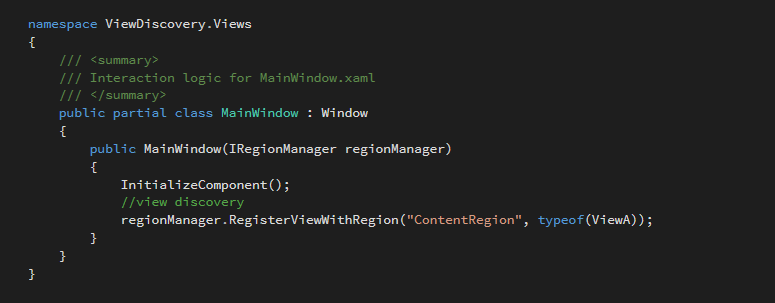 namespace ViewDiscovery.Views
{
    /// <summary>
    /// Interaction logic for MainWindow.xaml
    /// </summary>
    public partial class MainWindow : Window
    {
        public MainWindow(IRegionManager regionManager)
        {
            InitializeComponent();
            //view discovery
            regionManager.RegisterViewWithRegion("ContentRegion", typeof(ViewA));
        }
    }
}